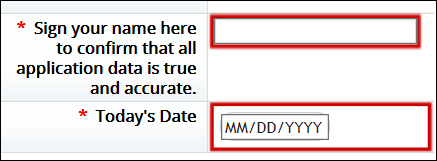 * Sign your name here
to confirm that all
application data is true
and accurate.
* Today's Date
MM/DD/YYYY